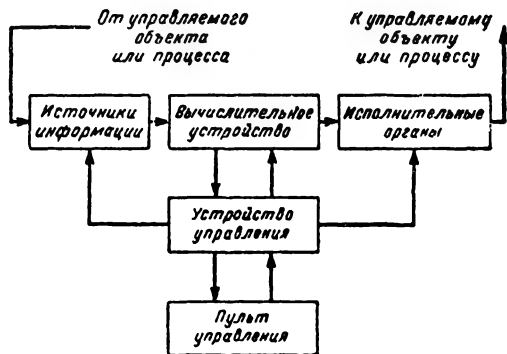 От управляемого
объекта
или процесса
К управляемому
объекту
или процессу
Источники
информации
Вычислительное
устройство
Исполнительные
органы
Устройство
управления
Пульт
управления